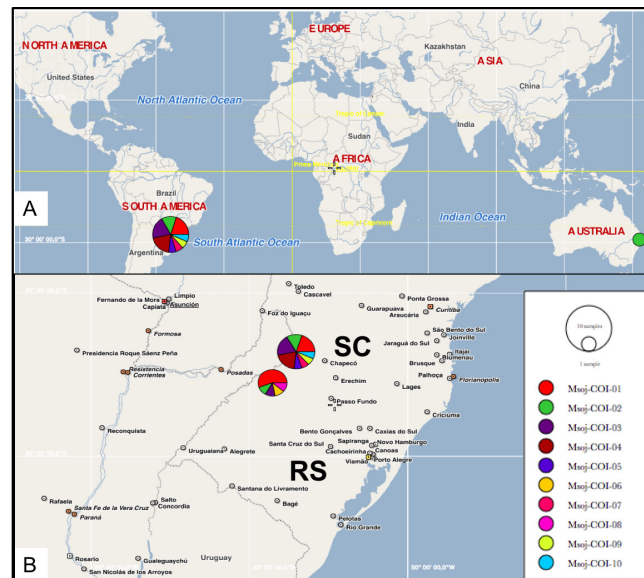 EUROPE
NORTH AMERICA
Kazakhstan
ASIA
United States
China
North Atlantic Ocean
Sudan
India
AFRICA
Brazil
SOUTH AMERICA
Indian Ocean
AUSTRALIA
30° 00' 00,0"S
South Atlantic Ocean
Argentina
A
Toledo
Cascavel
Limpio
Fernando de la Mora
Asunción
Capiatá
Ponta Grossa
Guarapuava
Curitiba
Araucária
Foz do Iguaçu
Formosa
São Bento do Sul
Joinville
Jaraguá do Sul
SC
Presidencia Roque Sáenz Peña
Itajaí
Blumenau
Brusque
Chapecó
Resistencia
Corrientes
Posadas
Palhoça
Florianopolis
Erechim
Lages
Passo Fundo
Criciuma
Reconquista
Bento Gonçalves
Caxias do Sul
Santa Cruz do Sul
Sapiranga
Novo Hamburgo
Uruguaiana
Alegrete
Cachoeirinha
Canoas
Porto Alegre
Viamão
RS
Santana do Livramento
Rafaela
Salto
Concordia
Bagé
Santa Fe de la Vera Cruz
Paraná
Pelotas
Rio Grande
Rosario
Gualeguaychú
Uruguay
San Nicolás de los Arroyos
B
10 samples
1 sample
Msoj-COI-01
Msoj-COI-02
Msoj-COI-03
Msoj-COI-04
Msoj-COI-05
Msoj-COI-06
Msoj-COI-07
Msoj-COI-08
Msoj-COI-09
Msoj-COI-10